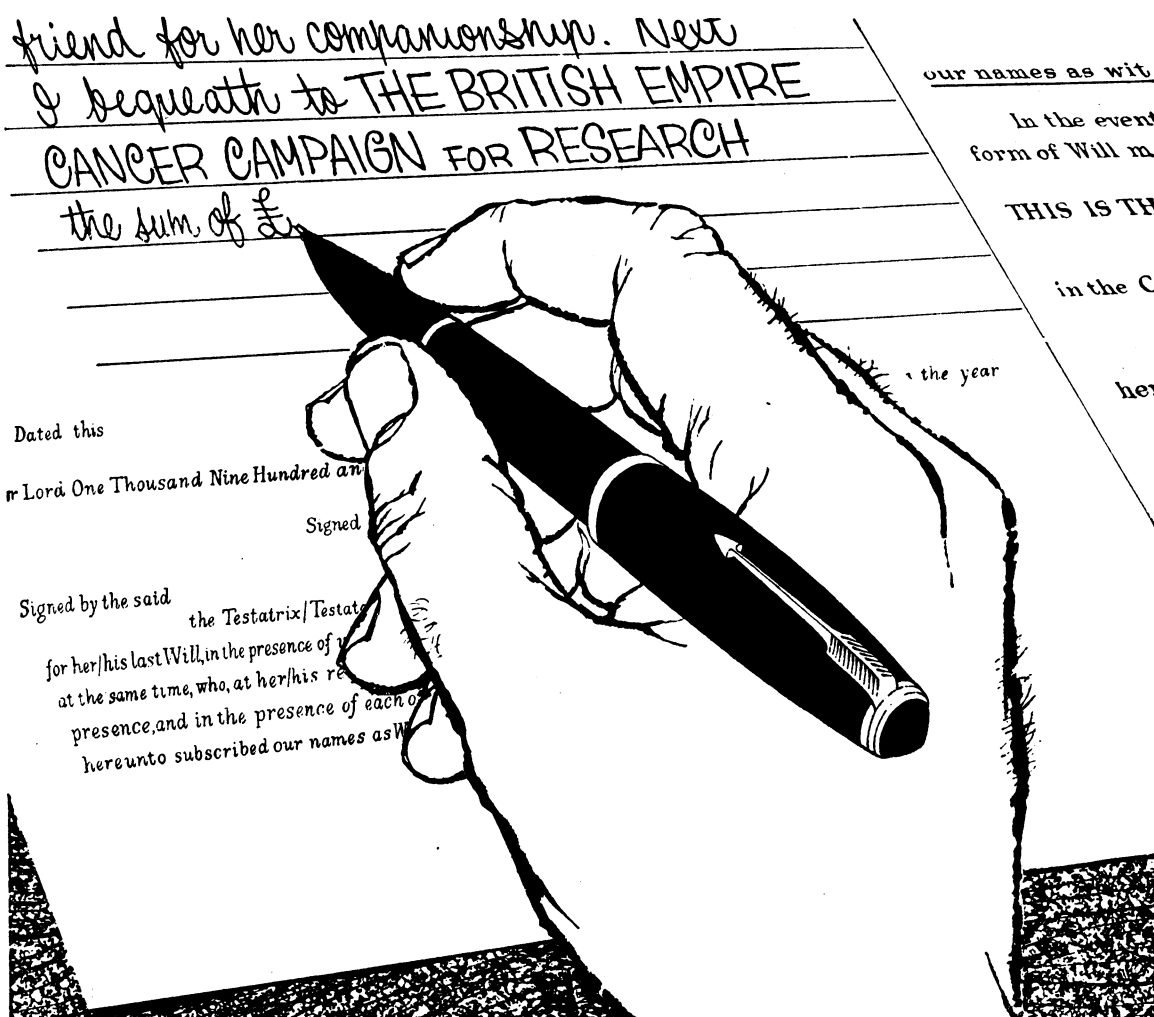 friend for her companionship. Next
I bequeath to THE BRITISH EMPIRE
CANCER CAMPAIGN FOR RESEARCH
the sum of £
the year
Dated this
r Lord One Thousand Nine Hundred an
Signed
Signed by the said
the Testatrix/Testat
for her/his last Will, in the presence of
at the same time, who, at her/his re
presence, and in the presence of each o
hereunto subscribed our names as W
our names as wit
In the event
form of Will m
THIS IS TH
in the C
her